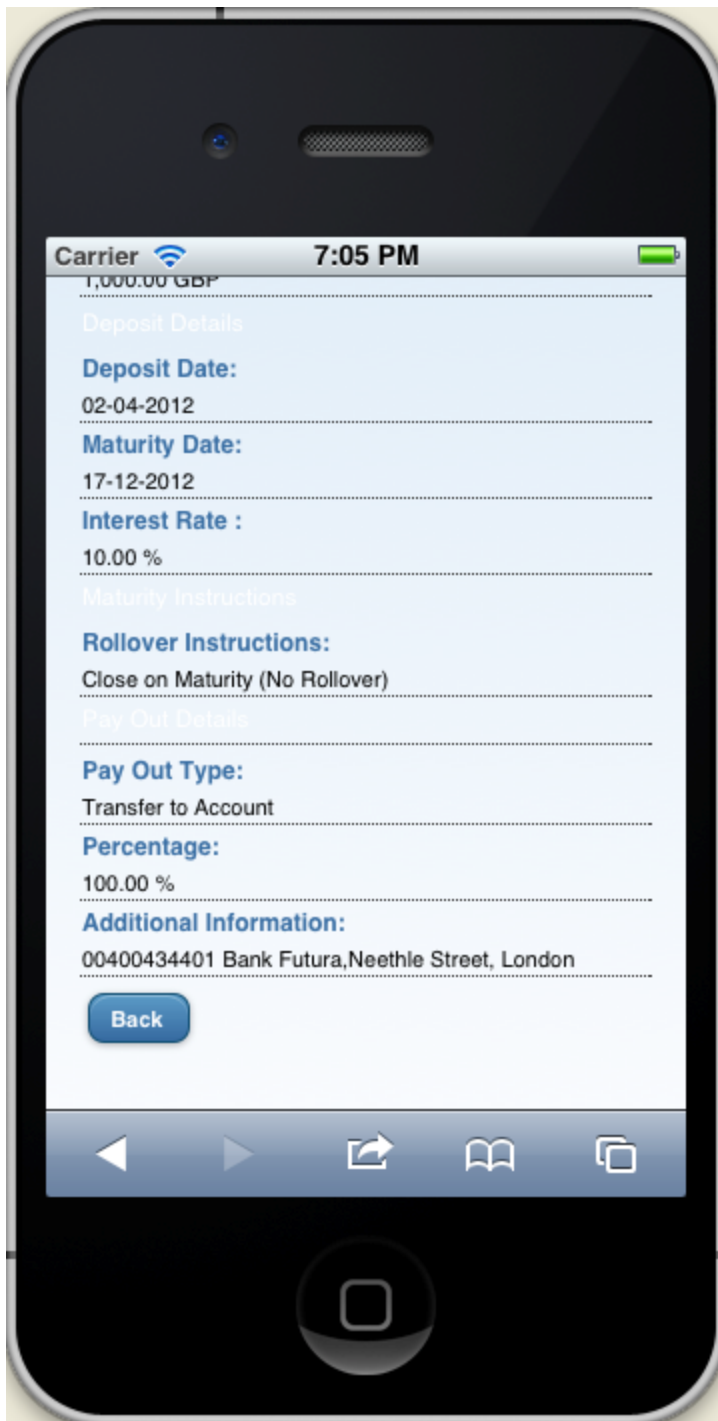 Carrier 7:05 PM
1,000.00 GBP
Deposit Details
Deposit Date:
02-04-2012
Maturity Date:
17-12-2012
Interest Rate :
10.00 %
Maturity Instructions
Rollover Instructions:
Close on Maturity (No Rollover)
Pay Out Details
Pay Out Type:
Transfer to Account
Percentage:
100.00 %
Additional Information:
00400434401 Bank Futura,Neethle Street, London
Back